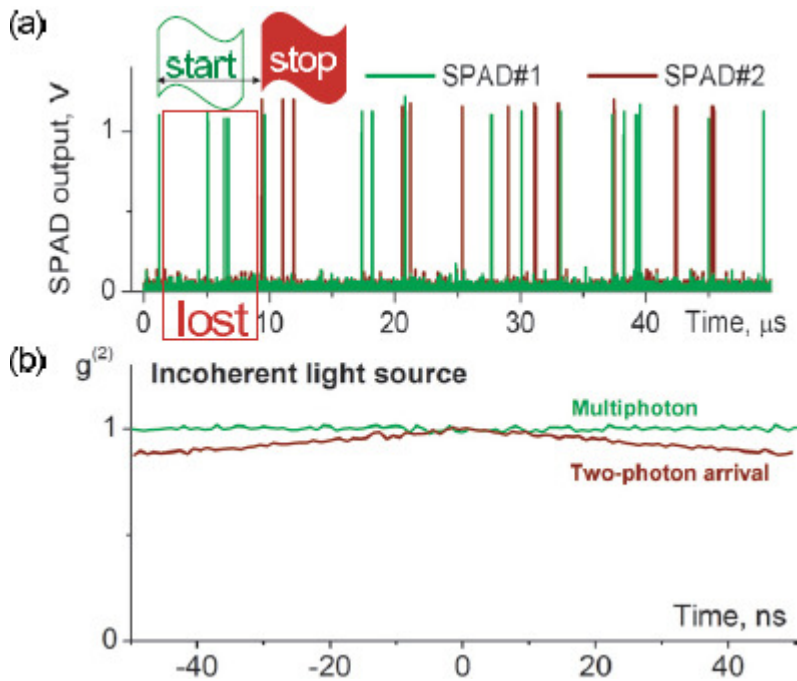 (a)
start
stop
SPAD#1
SPAD#2
SPAD output, V
1
0
lost
0 10 20 30 40 Time, μs
(b)
g(2)
Incoherent light source
Multiphoton
1
Two-photon arrival
0
Time, ns
-40 -20 0 20 40